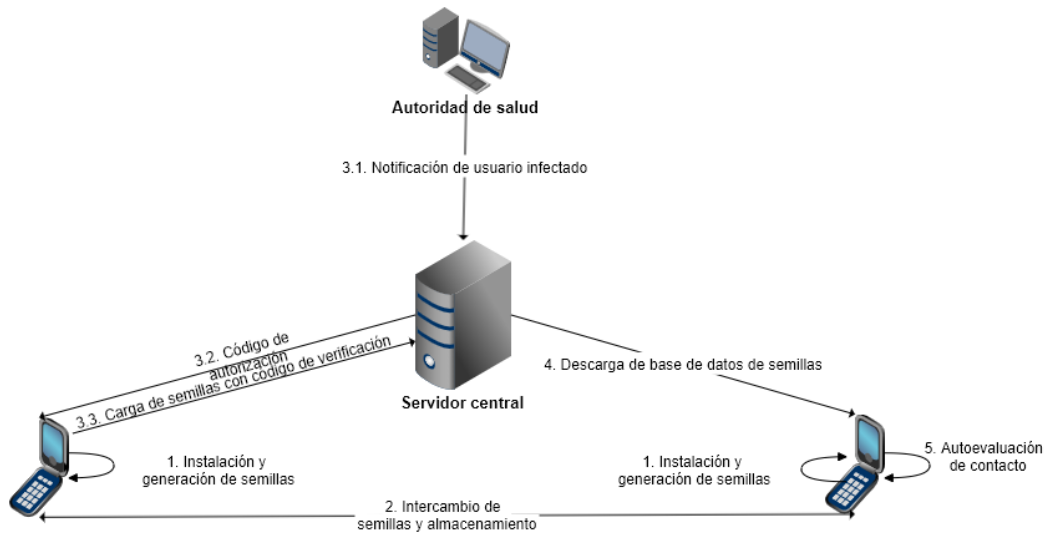 Autoridad de salud
3.1. Notificación de usuario infectado
3.2. Código de
autorización
3.3. Carga de semillas con código de verificación
4. Descarga de base de datos de semillas
Servidor central
1. Instalación y
generación de semillas
1. Instalación y
generación de semillas
5. Autoevaluación
de contacto
2. Intercambio de
semillas y almacenamiento